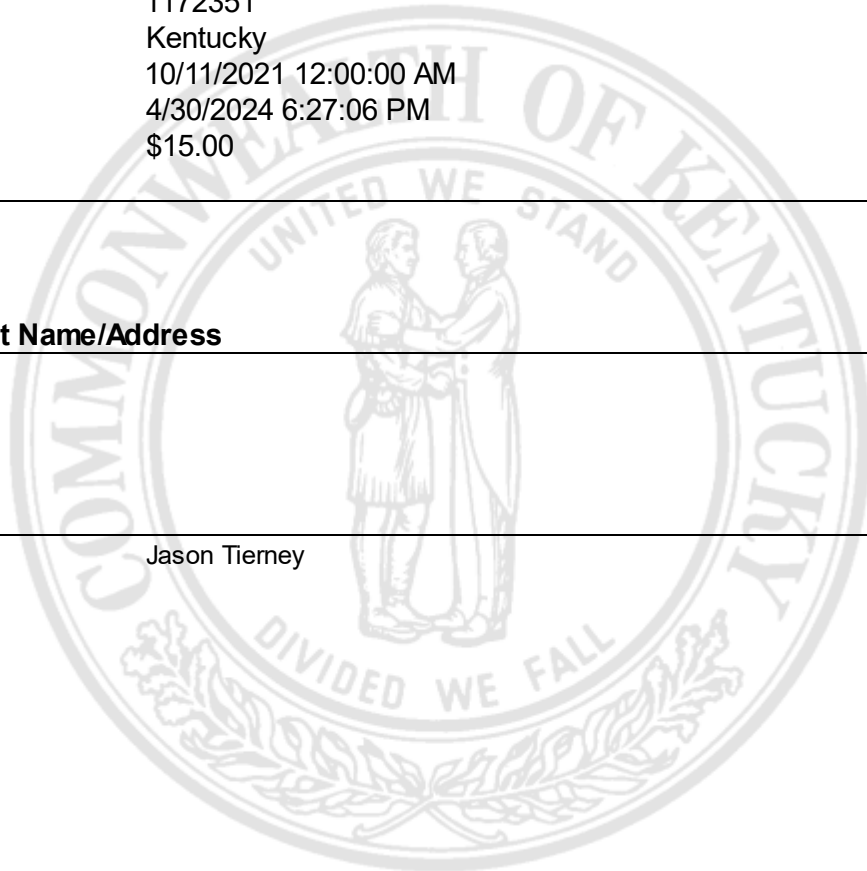 1172351
Kentucky
10/11/2021 12:00:00 AM
4/30/2024 6:27:06 PM
$15.00
COMMONWEALTH OF KENTUCKY
UNITED WE STAND
t Name/Address
Jason Tierney
DIVIDED WE FALL